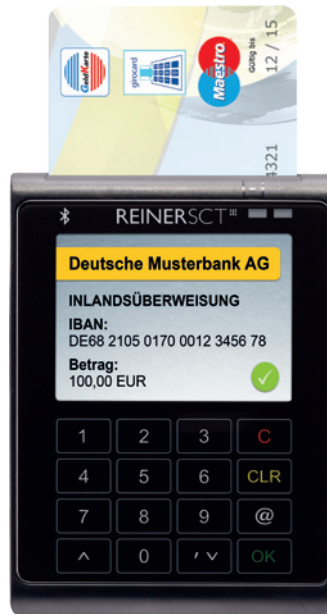 GeldKarte
girocard
Maestro
Gültig bis
12 / 15
4321
REINERSCT
Deutsche Musterbank AG
INLANDSÜBERWEISUNG
IBAN:
DE68 2105 0170 0012 3456 78
Betrag:
100,00 EUR
1 2 3 C
4 5 6 CLR
7 8 9 @
^ 0 ' ∨ OK